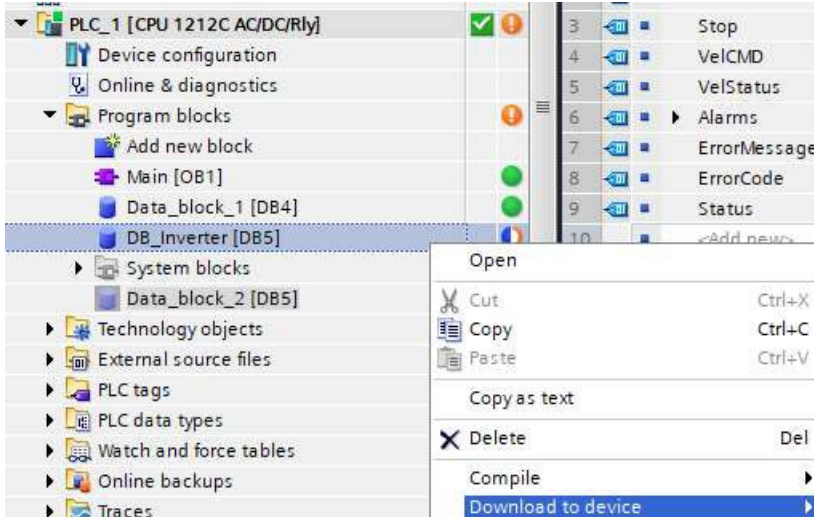 PLC_1 [CPU 1212C AC/DC/Rly]
Device configuration
Online & diagnostics
Program blocks
Add new block
Main [OB1]
Data_block_1 [DB4]
DB_Inverter [DB5]
System blocks
Data_block_2 [DB5]
Technology objects
External source files
PLC tags
PLC data types
Watch and force tables
Online backups
Traces
3 Stop
4 VelCMD
5 VelStatus
6 Alarms
7 ErrorMessage
8 ErrorCode
9 Status
10 <Add new>
Open
Cut Ctrl+X
Copy Ctrl+C
Paste Ctrl+V
Copy as text
Delete Del
Compile
Download to device